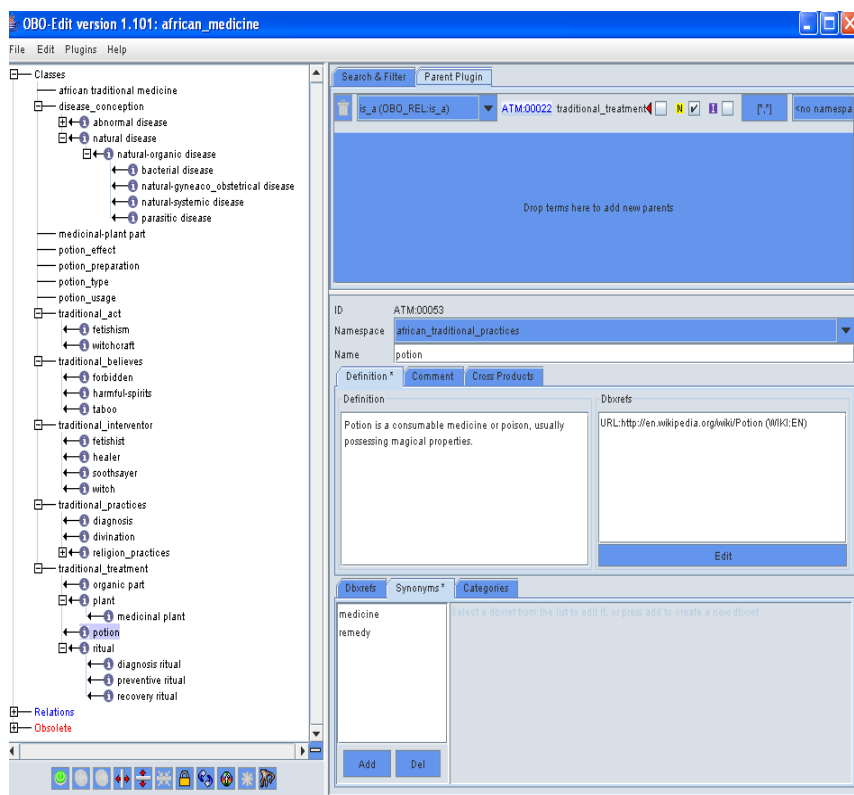 OBO-Edit version 1.101: african_medicine
File Edit Plugins Help
Classes
african traditional medicine
disease_conception
abnormal disease
natural disease
natural-organic disease
bacterial disease
natural-gyneaco_obstetrical disease
natural-systemic disease
parasitic disease
medicinal-plant part
potion_effect
potion_preparation
potion_type
potion_usage
traditional_act
fetishism
witchcraft
traditional_believes
forbidden
harmful-spirits
taboo
traditional_interventor
fetishist
healer
soothsayer
witch
traditional_practices
diagnosis
divination
religion_practices
traditional_treatment
organic part
plant
medicinal plant
potion
ritual
diagnosis ritual
preventive ritual
recovery ritual
Relations
Obsolete
Search & Filter Parent Plugin
is_a (OBO_REL:is_a) ATM:00022 traditional_treatment N I [*,*] <no namespa
Drop terms here to add new parents
ID ATM:00053
Namespace african_traditional_practices
Name potion
Definition * Comment Cross Products
Definition
Potion is a consumable medicine or poison, usually
possessing magical properties.
Dbxrefs
URL:http://en.wikipedia.org/wiki/Potion (WIKI:EN)
Edit
Dbxrefs Synonyms * Categories
medicine
remedy
Select a dbxref from the list to edit it, or press add to create a new dbxref
Add Del